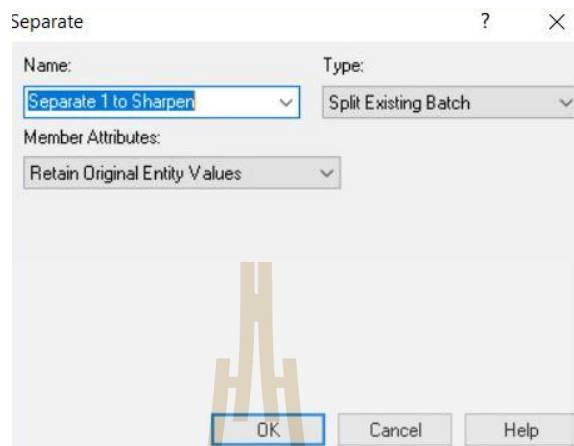 Separate ?
Name: Type:
Separate 1 to Sharpen Split Existing Batch
Member Attributes:
Retain Original Entity Values
OK Cancel Help